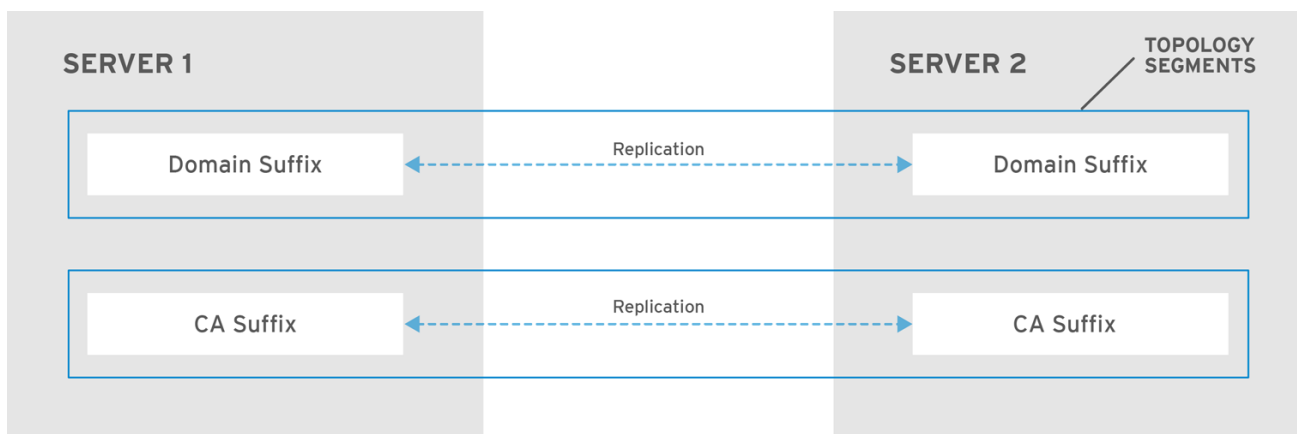 SERVER 1
SERVER 2
TOPOLOGY
SEGMENTS
Domain Suffix
Replication
Domain Suffix
CA Suffix
Replication
CA Suffix